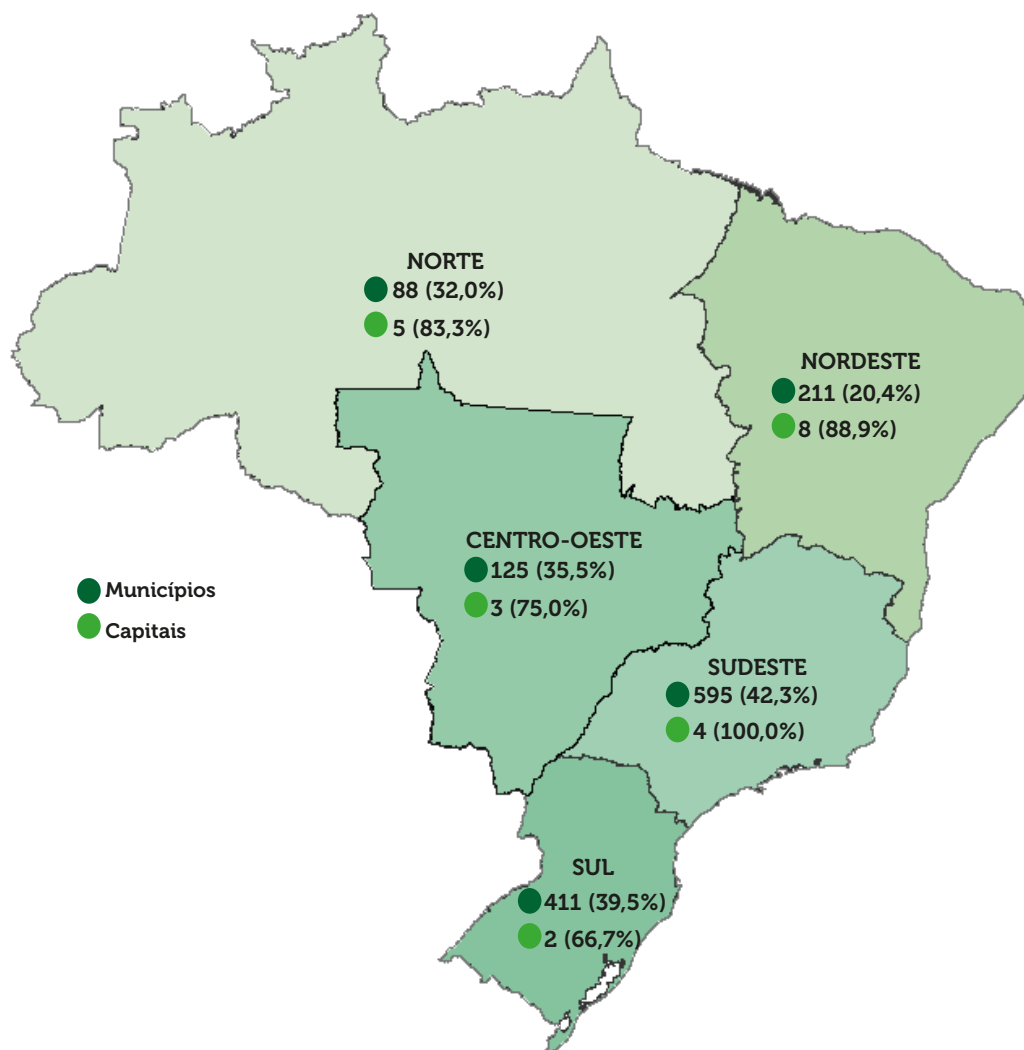 NORTE
88 (32,0%)
5 (83,3%)
NORDESTE
211 (20,4%)
8 (88,9%)
CENTRO-OESTE
125 (35,5%)
3 (75,0%)
Municípios
Capitais
SUDESTE
595 (42,3%)
4 (100,0%)
SUL
411 (39,5%)
2 (66,7%)